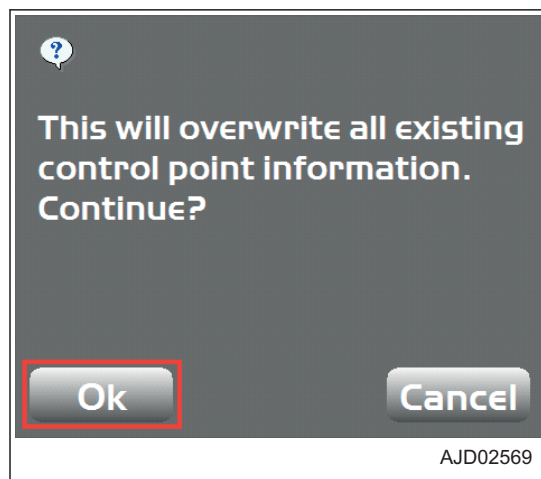 ?
This will overwrite all existing
control point information.
Continue?
Ok
Cancel
AJD02569